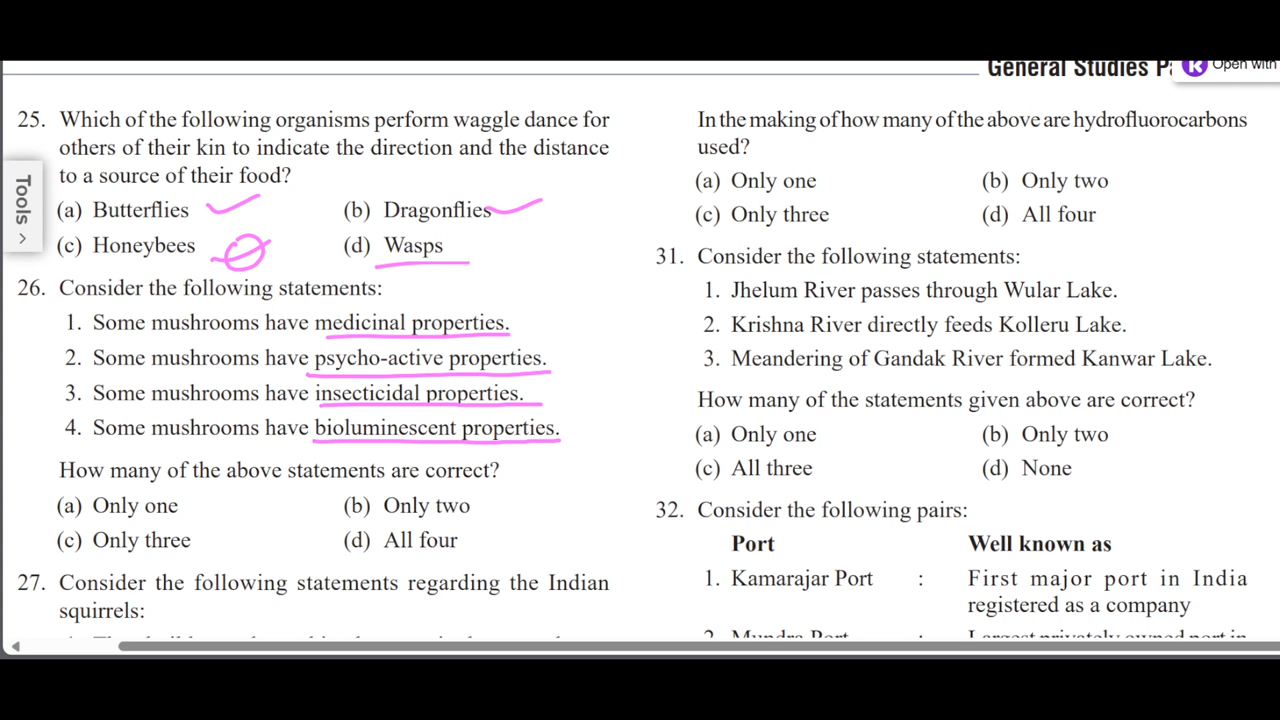 General Studies P
Open with
Tools
25. Which of the following organisms perform waggle dance for
others of their kin to indicate the direction and the distance
to a source of their food?
(a) Butterflies (b) Dragonflies
(c) Honeybees (d) Wasps
26. Consider the following statements:
1. Some mushrooms have medicinal properties.
2. Some mushrooms have psycho-active properties.
3. Some mushrooms have insecticidal properties.
4. Some mushrooms have bioluminescent properties.
How many of the above statements are correct?
(a) Only one (b) Only two
(c) Only three (d) All four
27. Consider the following statements regarding the Indian
squirrels:
In the making of how many of the above are hydrofluorocarbons
used?
(a) Only one (b) Only two
(c) Only three (d) All four
31. Consider the following statements:
1. Jhelum River passes through Wular Lake.
2. Krishna River directly feeds Kolleru Lake.
3. Meandering of Gandak River formed Kanwar Lake.
How many of the statements given above are correct?
(a) Only one (b) Only two
(c) All three (d) None
32. Consider the following pairs:
Port Well known as
1. Kamarajar Port : First major port in India
registered as a company
2. Mundra Port : Largest privately owned port in